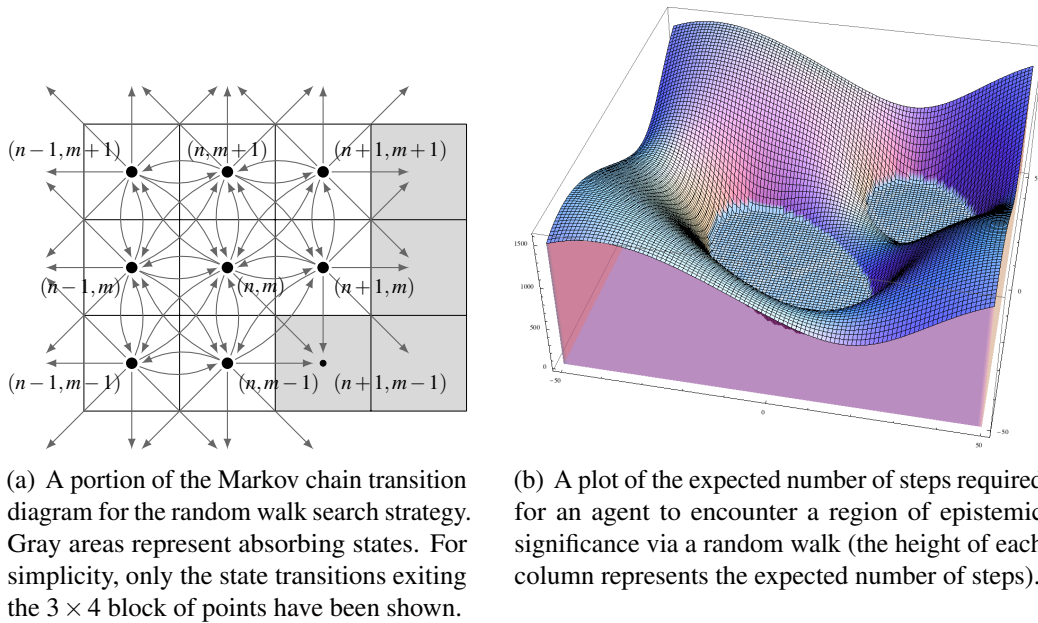 (n−1,m+1) (n,m+1) (n+1,m+1)
(n−1,m) (n,m) (n+1,m)
(n−1,m−1) (n,m−1) (n+1,m−1)
(a) A portion of the Markov chain transition
diagram for the random walk search strategy.
Gray areas represent absorbing states. For
simplicity, only the state transitions exiting
the 3 × 4 block of points have been shown.
1500
1000
500
0
−50
0
50
−50
0
5
(b) A plot of the expected number of steps required
for an agent to encounter a region of epistemic
significance via a random walk (the height of each
column represents the expected number of steps).